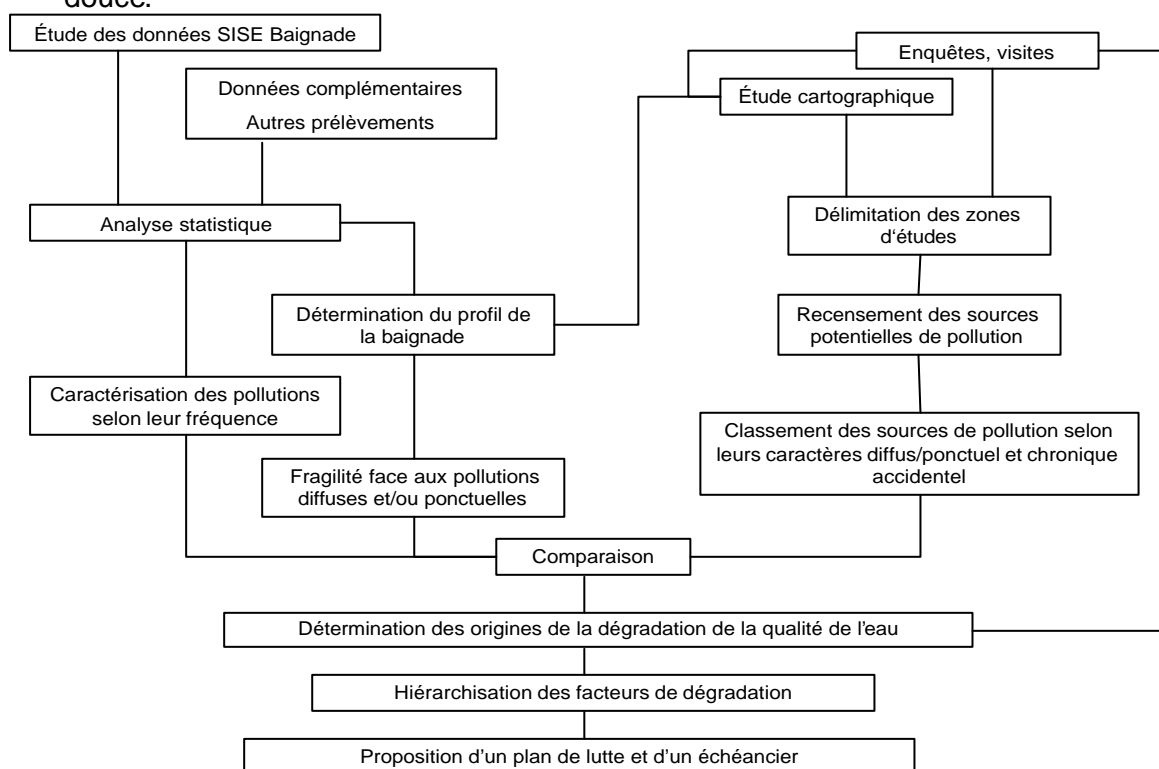 douce.
Étude des données SISE Baignade
Enquêtes, visites
Données complémentaires
Autres prélèvements
Étude cartographique
Analyse statistique
Délimitation des zones
d‘études
Détermination du profil de
la baignade
Recensement des sources
potentielles de pollution
Caractérisation des pollutions
selon leur fréquence
Classement des sources de pollution selon
leurs caractères diffus/ponctuel et chronique
accidentel
Fragilité face aux pollutions
diffuses et/ou ponctuelles
Comparaison
Détermination des origines de la dégradation de la qualité de l’eau
Hiérarchisation des facteurs de dégradation
Proposition d’un plan de lutte et d’un échéancier